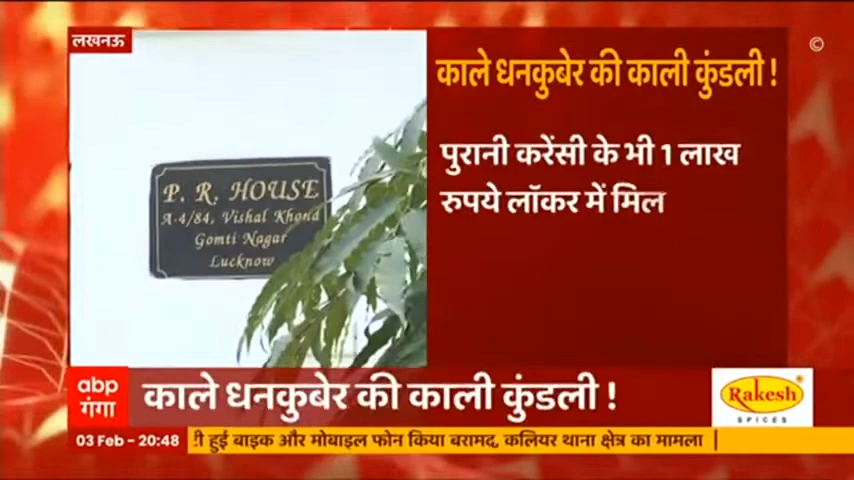 लखनऊ
©
काले धनकुबेर की काली कुंडली !
पुरानी करेंसी के भी 1 लाख
रुपये लॉकर में मिल
P. R. HOUSE
A-4/84, Vishal Khand
Gomti Nagar
Lucknow
abp
गंगा
काले धनकुबेर की काली कुंडली !
Rakesh
SPICES
03 Feb - 20:48
हुई बाइक और मोबाइल फोन किया बरामद, कलियर थाना क्षेत्र का मामला